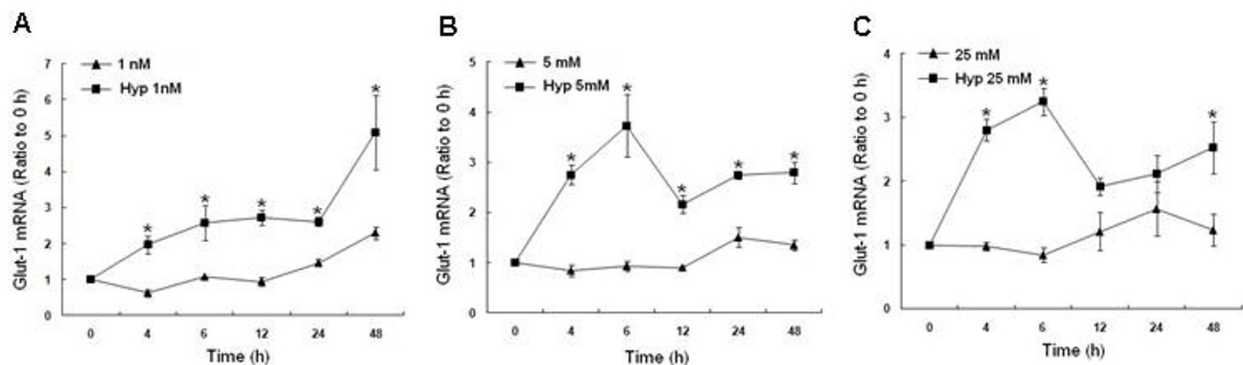 A
Glut-1 mRNA (Ratio to 0 h)
1 nM
Hyp 1nM
7
6
5
4
3
2
1
0
*
*
*
*
*
0 4 6 12 24 48
Time (h)
B
Glut-1 mRNA (Ratio to 0 h)
5 mM
Hyp 5mM
5
4
3
2
1
0
*
*
*
*
*
0 4 6 12 24 48
Time (h)
C
Glut-1 mRNA (Ratio to 0 h)
25 mM
Hyp 25 mM
4
3
2
1
0
*
*
*
0 4 6 12 24 48
Time (h)